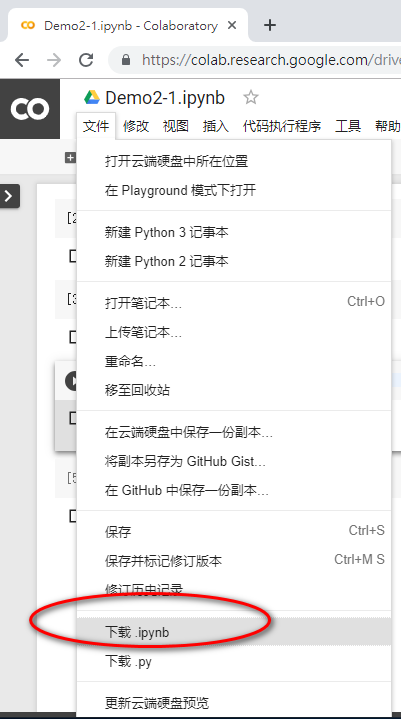 Demo2-1.ipynb - Colaboratory
https://colab.research.google.com/drive
CO
Demo2-1.ipynb
文件 修改 视图 插入 代码执行程序 工具 帮助
打开云端硬盘中所在位置
在 Playground 模式下打开
新建 Python 3 记事本
新建 Python 2 记事本
打开笔记本... Ctrl+O
上传笔记本...
重命名...
移至回收站
在云端硬盘中保存一份副本...
将副本另存为 GitHub Gist...
在 GitHub 中保存一份副本...
保存 Ctrl+S
保存并标记修订版本 Ctrl+M S
修订历史记录
下载 .ipynb
下载 .py
更新云端硬盘预览